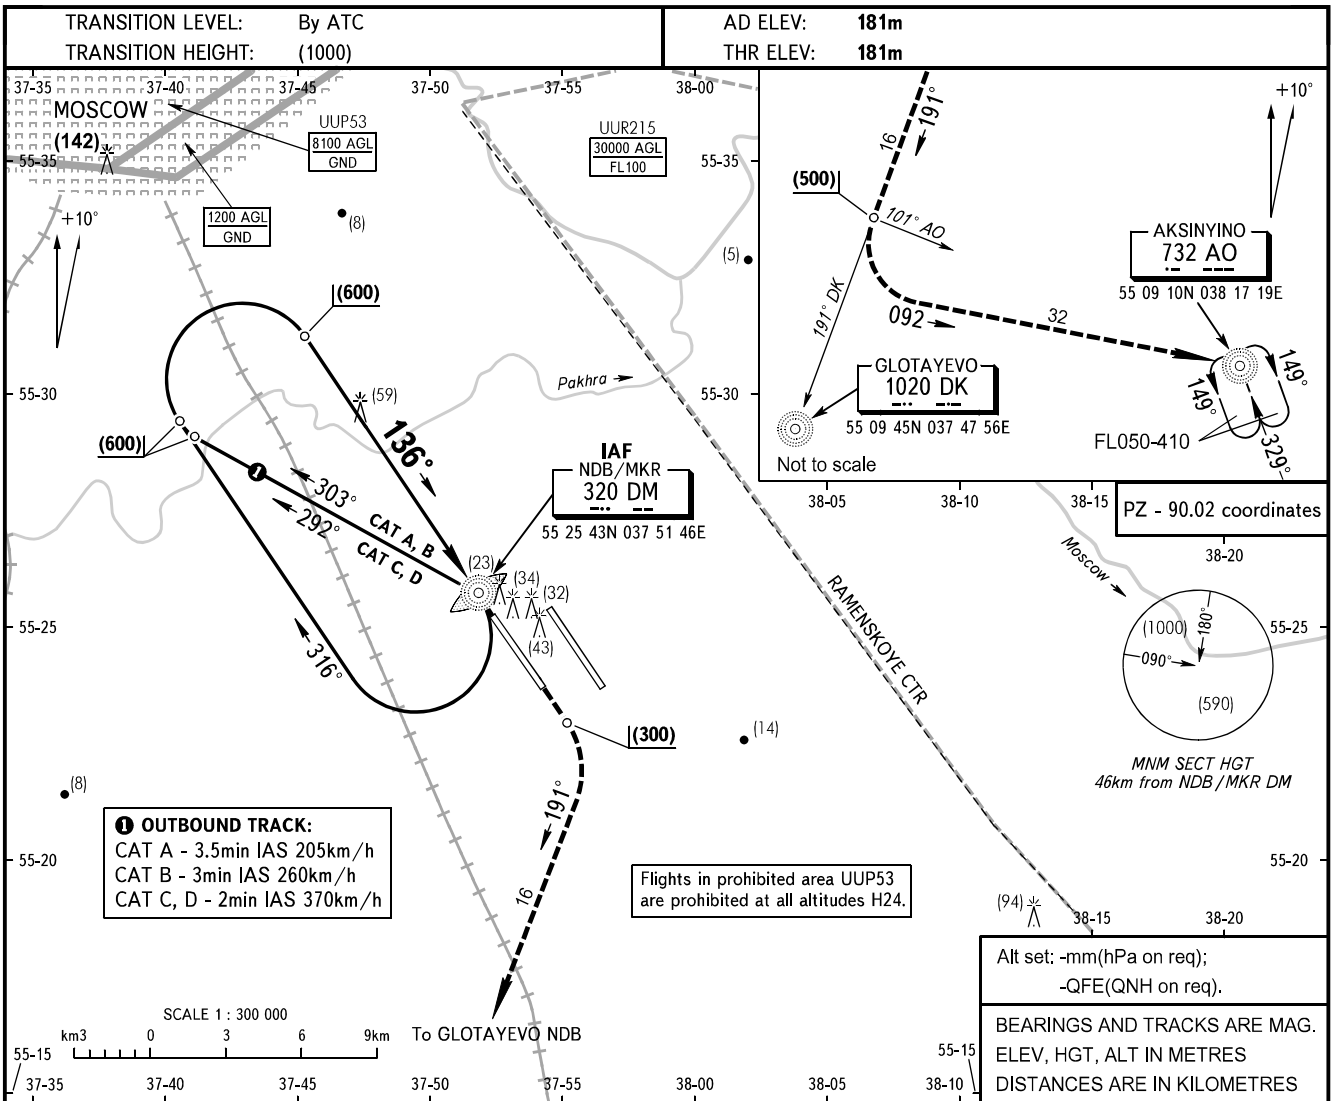 TRANSITION LEVEL: By ATC
TRANSITION HEIGHT: (1000)
AD ELEV: 181m
THR ELEV: 181m
37-35 37-40 37-45 37-50 37-55 38-00
MOSCOW
(142)
UUP53
8100 AGL
GND
1200 AGL
GND
UUR215
30000 AGL
FL100
55-35
+10°
(8)
(5)
(600)
(59)
Pakhra
136°
55-30
(600)
1
303°
292°
CAT A, B
CAT C, D
IAF
NDB/MKR
320 DM
55 25 43N 037 51 46E
(23)
(34)
(32)
(43)
55-25
316°
(300)
(14)
(8)
191°
16
To GLOTAYEVO NDB
RAMENSKOYE CTR
191°
16
(500)
101° AO
191° DK
092
32
AKSINYINO
732 AO
55 09 10N 038 17 19E
+10°
GLOTAYEVO
1020 DK
55 09 45N 037 47 56E
149°
149°
329°
FL050-410
Not to scale
38-05 38-10 38-15
PZ - 90.02 coordinates
38-20
Moscow
(1000)
180°
090°
(590)
55-25
MNM SECT HGT
46km from NDB/MKR DM
1 OUTBOUND TRACK:
CAT A - 3.5min IAS 205km/h
CAT B - 3min IAS 260km/h
CAT C, D - 2min IAS 370km/h
55-20
55-20
Flights in prohibited area UUP53
are prohibited at all altitudes H24.
(94)
38-15 38-20
SCALE 1 : 300 000
km3 0 3 6 9km
Alt set: -mm(hPa on req);
-QFE(QNH on req).
BEARINGS AND TRACKS ARE MAG.
ELEV, HGT, ALT IN METRES
DISTANCES ARE IN KILOMETRES
55-15
55-15
37-35 37-40 37-45 37-50 37-55 38-00 38-05 38-10